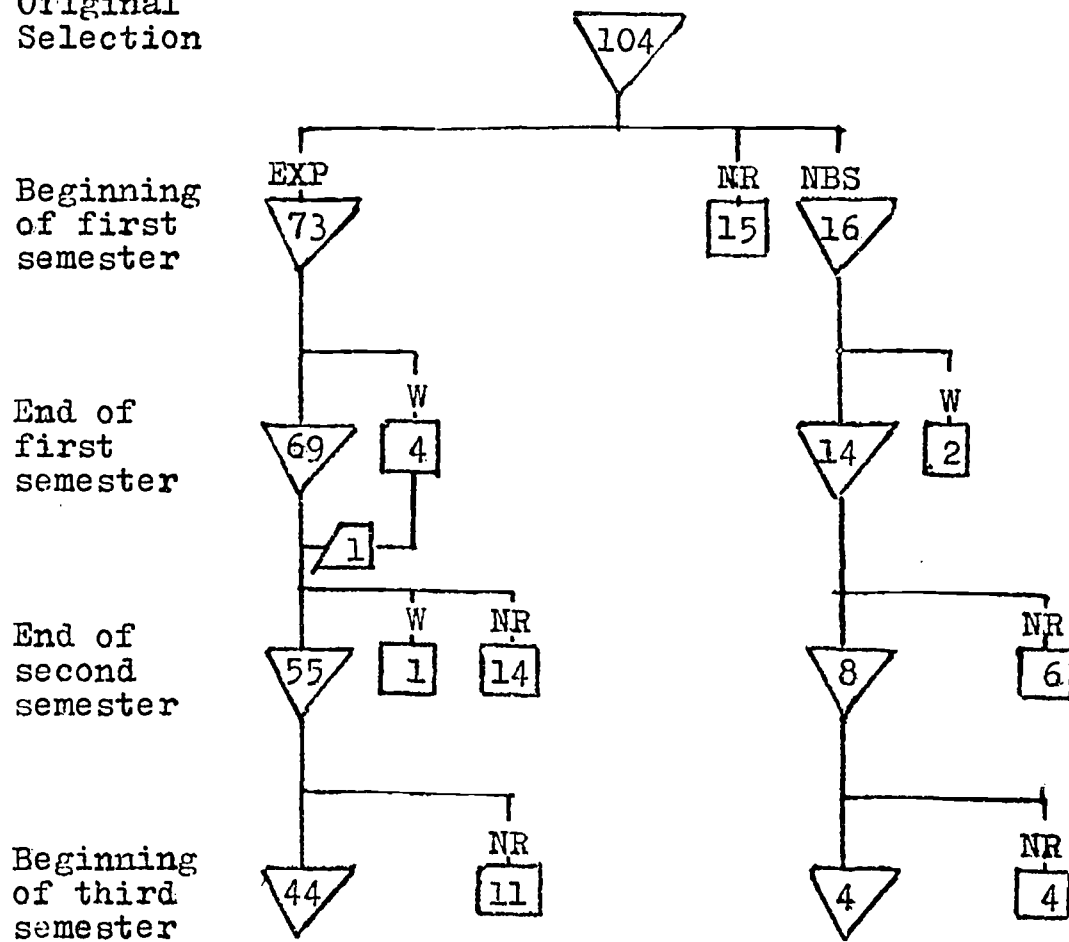 Original
Selection
104
EXP
NR
NBS
Beginning
of first
semester
73
15
16
W
W
End of
first
semester
69
4
14
2
1
W
NR
NR
End of
second
semester
55
1
14
8
6
NR
NR
Beginning
of third
semester
44
11
4
4